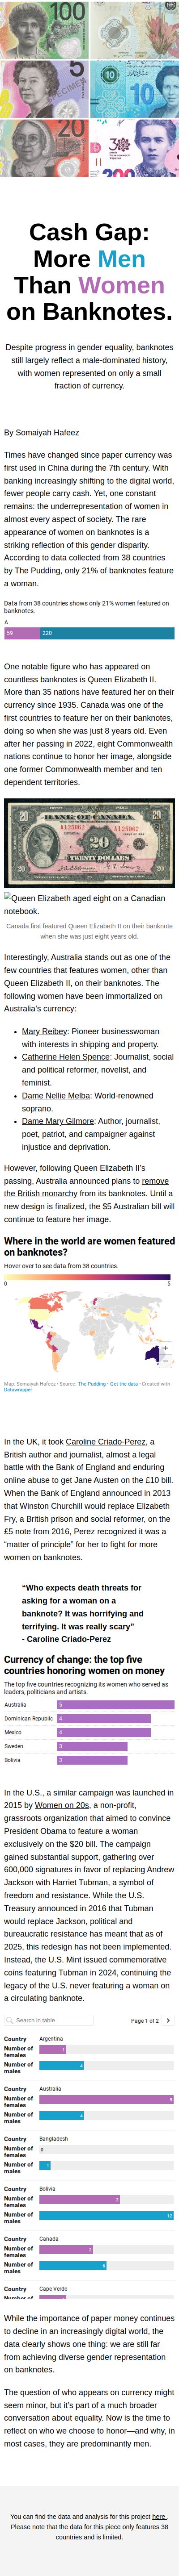 100
5
SPECIMEN
10
20
200
Cash Gap:
More Men
Than Women
on Banknotes.
Despite progress in gender equality, banknotes
still largely reflect a male-dominated history,
with women represented on only a small
fraction of currency.
By Somaiyah Hafeez
Times have changed since paper currency was
first used in China during the 7th century. With
banking increasingly shifting to the digital world,
fewer people carry cash. Yet, one constant
remains: the underrepresentation of women in
almost every aspect of society. The rare
appearance of women on banknotes is a
striking reflection of this gender disparity.
According to data collected from 38 countries
by The Pudding, only 21% of banknotes feature
a woman.
Data from 38 countries shows only 21% women featured on
banknotes.
A
59
220
One notable figure who has appeared on
countless banknotes is Queen Elizabeth II.
More than 35 nations have featured her on their
currency since 1935. Canada was one of the
first countries to feature her on their banknotes,
doing so when she was just 8 years old. Even
after her passing in 2022, eight Commonwealth
nations continue to honor her image, alongside
one former Commonwealth member and ten
dependent territories.
BANK OF CANADA
20
TWENTY DOLLARS
Queen Elizabeth aged eight on a Canadian
notebook.
Canada first featured Queen Elizabeth II on their banknote
when she was just eight years old.
Interestingly, Australia stands out as one of the
few countries that features women, other than
Queen Elizabeth II, on their banknotes. The
following women have been immortalized on
Australia's currency:
• Mary Reibey: Pioneer businesswoman
with interests in shipping and property.
• Catherine Helen Spence: Journalist, social
and political reformer, novelist, and
feminist.
• Dame Nellie Melba: World-renowned
soprano.
• Dame Mary Gilmore: Author, journalist,
poet, patriot, and campaigner against
injustice and deprivation.
However, following Queen Elizabeth II's
passing, Australia announced plans to remove
the British monarchy from its banknotes. Until a
new design is finalized, the $5 Australian bill will
continue to feature her image.
Where in the world are women featured
on banknotes?
Hover over to see data from 38 countries.
0
5
+
−
Map: Somaiyah Hafeez • Source: The Pudding • Get the data • Created with
Datawrapper
In the UK, it took Caroline Criado-Perez, a
British author and journalist, almost a legal
battle with the Bank of England and enduring
online abuse to get Jane Austen on the £10 bill.
When the Bank of England announced in 2013
that Winston Churchill would replace Elizabeth
Fry, a British prison and social reformer, on the
£5 note from 2016, Perez recognized it was a
“matter of principle” for her to fight for more
women on banknotes.
“Who expects death threats for
asking for a woman on a
banknote? It was horrifying and
terrifying. It was really scary”
- Caroline Criado-Perez
Currency of change: the top five
countries honoring women on money
The top five countries recognizing its women who served as
leaders, politicians and artists.
Australia 5
Dominican Republic 4
Mexico 4
Sweden 3
Bolivia 3
In the U.S., a similar campaign was launched in
2015 by Women on 20s, a non-profit,
grassroots organization that aimed to convince
President Obama to feature a woman
exclusively on the $20 bill. The campaign
gained substantial support, gathering over
600,000 signatures in favor of replacing Andrew
Jackson with Harriet Tubman, a symbol of
freedom and resistance. While the U.S.
Treasury announced in 2016 that Tubman
would replace Jackson, political and
bureaucratic resistance has meant that as of
2025, this redesign has not been implemented.
Instead, the U.S. Mint issued commemorative
coins featuring Tubman in 2024, continuing the
legacy of the U.S. never featuring a woman on
a circulating banknote.
Search in table
Page 1 of 2
Country Argentina
Number of
females 1
Number of
males 4
Country Australia
Number of
females 5
Number of
males 4
Country Bangladesh
Number of
females 0
Number of
males 1
Country Bolivia
Number of
females 3
Number of
males 10
Country Canada
Number of
females 2
Number of
males 6
Country Cape Verde
While the importance of paper money continues
to decline in an increasingly digital world, the
data clearly shows one thing: we are still far
from achieving diverse gender representation
on banknotes.
The question of who appears on currency might
seem minor, but it's part of a much broader
conversation about equality. Now is the time to
reflect on who we choose to honor—and why, in
most cases, they are predominantly men.
You can find the data and analysis for this project here .
Please note that the data for this piece only features 38
countries and is limited.